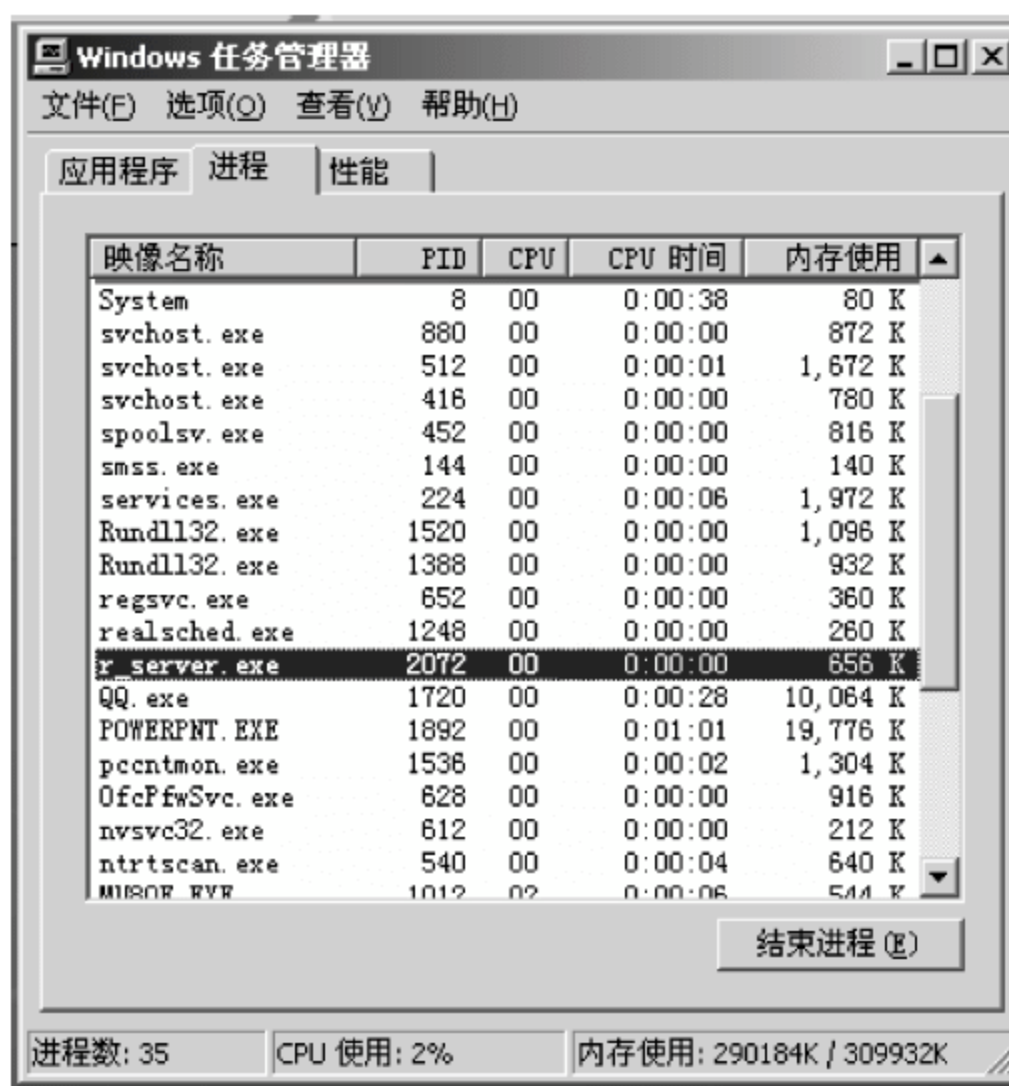 Windows 任务管理器
文件(F) 选项(O) 查看(V) 帮助(H)
应用程序 进程 性能
映像名称 PID CPU CPU 时间 内存使用
System 8 00 0:00:38 80 K
svchost.exe 880 00 0:00:00 872 K
svchost.exe 512 00 0:00:01 1,672 K
svchost.exe 416 00 0:00:00 780 K
spoolsv.exe 452 00 0:00:00 816 K
smss.exe 144 00 0:00:00 140 K
services.exe 224 00 0:00:06 1,972 K
Rundll32.exe 1520 00 0:00:00 1,096 K
Rundll32.exe 1388 00 0:00:00 932 K
regsvc.exe 652 00 0:00:00 360 K
realsched.exe 1248 00 0:00:00 260 K
r_server.exe 2072 00 0:00:00 656 K
QQ.exe 1720 00 0:00:28 10,064 K
POWERPNT.EXE 1892 00 0:01:01 19,776 K
pccntmon.exe 1536 00 0:00:02 1,304 K
OfcPfwSvc.exe 628 00 0:00:00 916 K
nvsvc32.exe 612 00 0:00:00 212 K
ntrtscan.exe 540 00 0:00:04 640 K
1012 02 0:00:06 544 K
结束进程(E)
进程数: 35 CPU 使用: 2% 内存使用: 290184K / 309932K